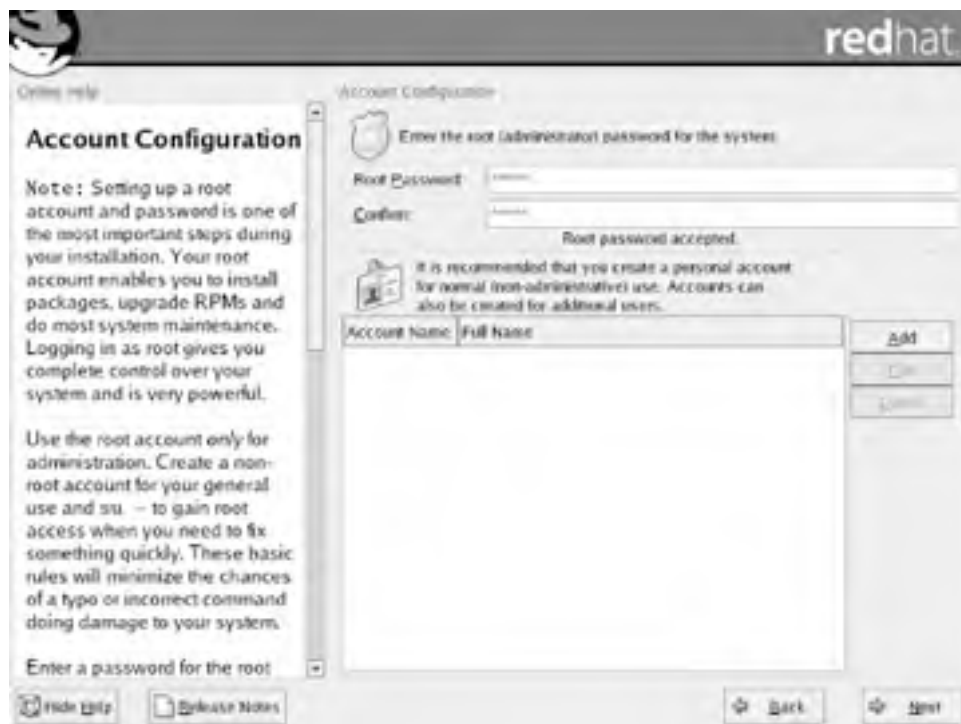 redhat.
Online Help
Account Configuration
Note: Setting up a root
account and password is one of
the most important steps during
your installation. Your root
account enables you to install
packages, upgrade RPMs and
do most system maintenance.
Logging in as root gives you
complete control over your
system and is very powerful.
Use the root account only for
administration. Create a non-
root account for your general
use and su - to gain root
access when you need to fix
something quickly. These basic
rules will minimize the chances
of a typo or incorrect command
doing damage to your system.
Enter a password for the root
Account Configuration
Enter the root (administrator) password for the system.
Root Password:
Confirm:
Root password accepted.
It is recommended that you create a personal account
for normal (non-administrative) use. Accounts can
also be created for additional users.
Account Name Full Name
Add
Edit
Hide Help
Release Notes
Back
Next